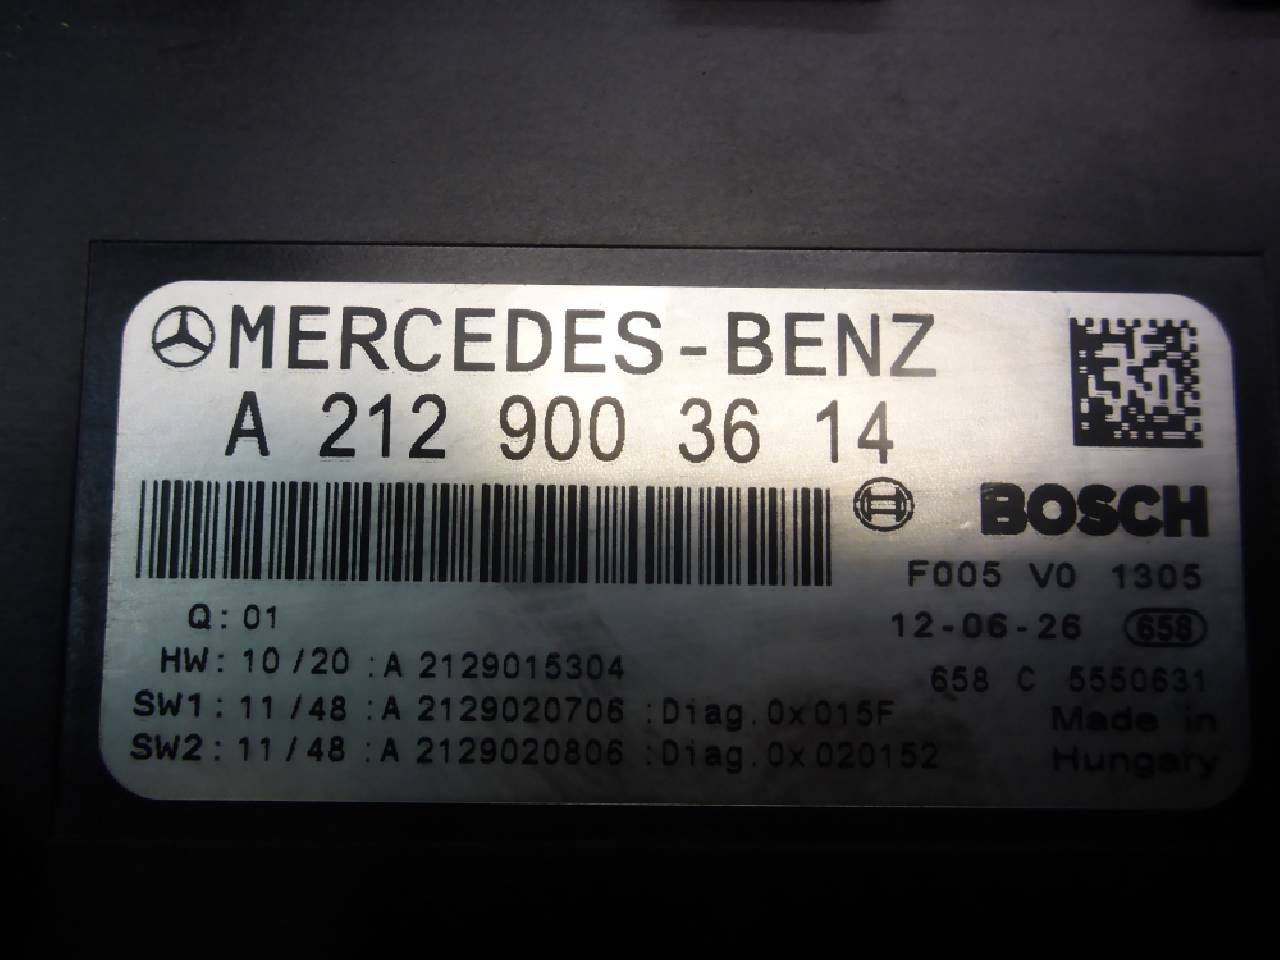 MERCEDES-BENZ
A 212 900 36 14
BOSCH
F005 V0 1305
Q: 01
12-06-26 658
HW: 10/20 :A 2129015304
658 C 5550631
SW1: 11/48 :A 2129020706 :Diag.0x015F
Made in
SW2: 11/48 :A 2129020806 :Diag.0x020152
Hungary